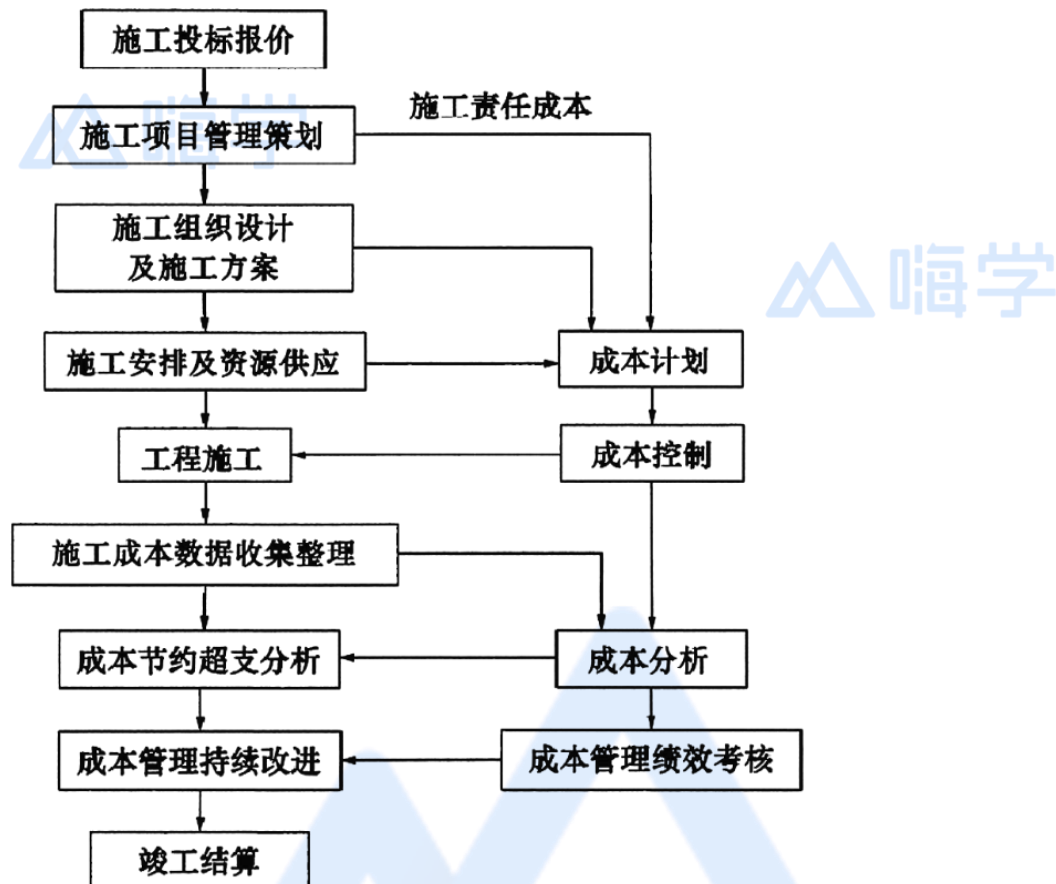 施工投标报价
施工责任成本
施工项目管理策划
施工组织设计
及施工方案
嗨学
施工安排及资源供应
成本计划
工程施工
成本控制
施工成本数据收集整理
成本节约超支分析
成本分析
成本管理持续改进
成本管理绩效考核
竣工结算
嗨学